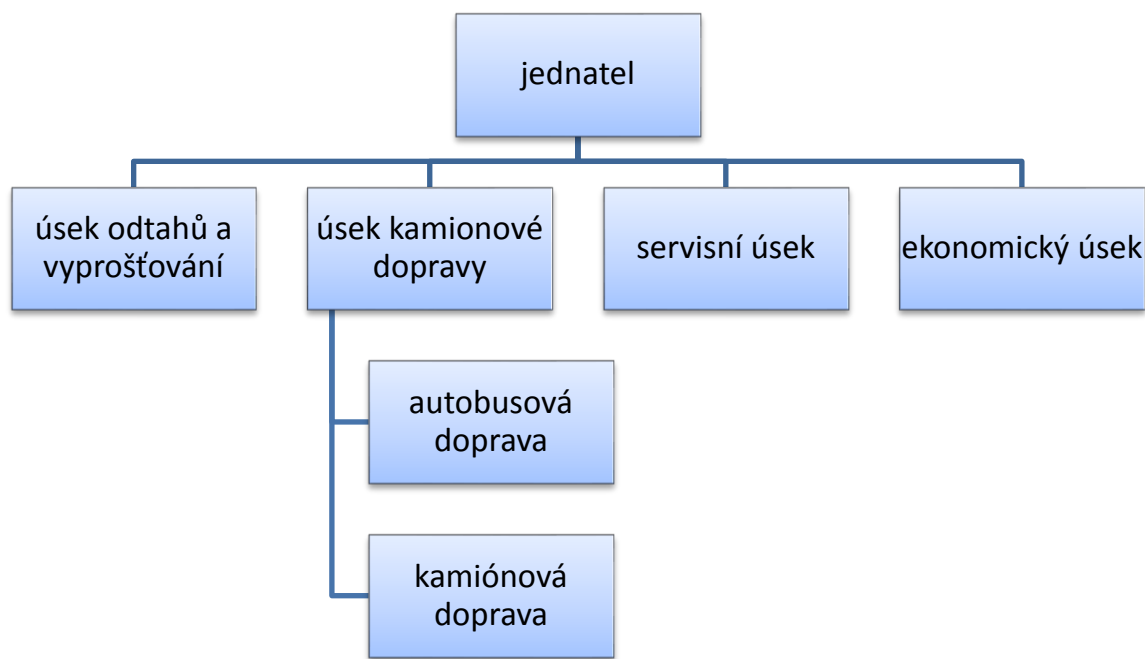 jednatel
úsek odtahů a
vyprošťování
úsek kamionové
dopravy
servisní úsek
ekonomický úsek
autobusová
doprava
kamiónová
doprava